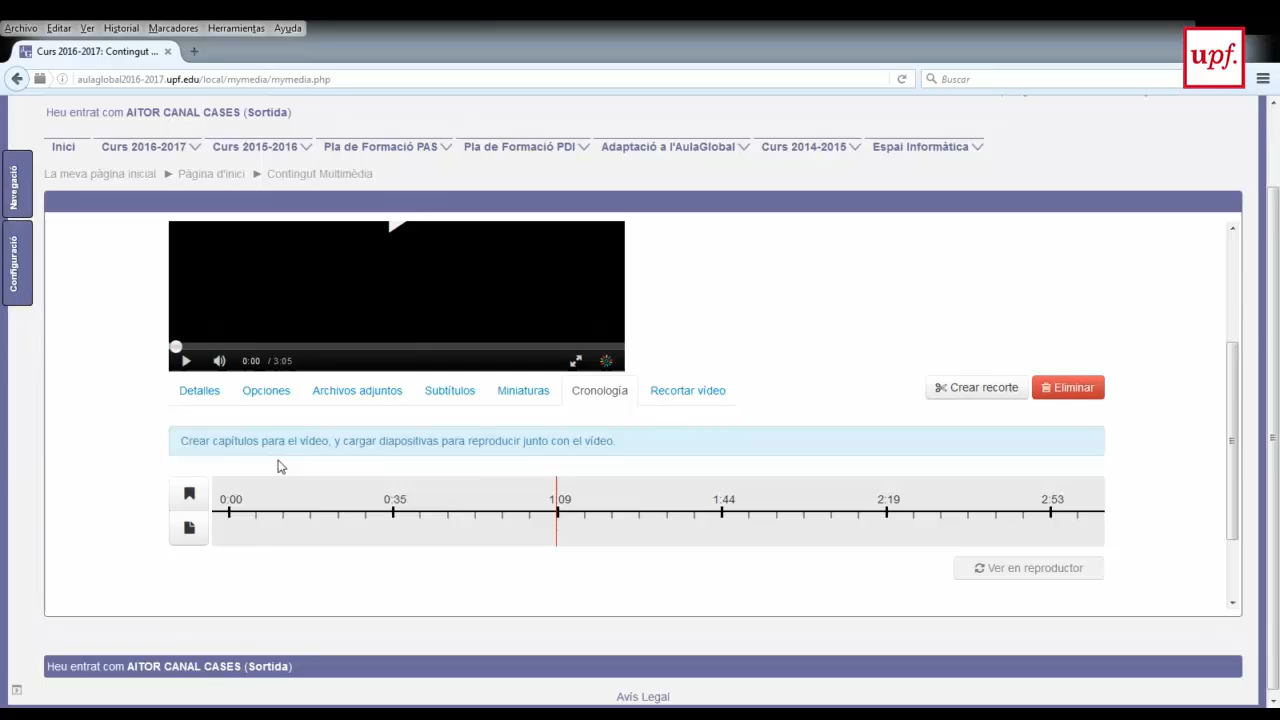 Archivo Editar Ver Historial Marcadores Herramientas Ayuda
Curs 2016-2017: Contingut ...
upf.
aulaglobal2016-2017.upf.edu/local/mymedia/mymedia.php
Buscar
Heu entrat com AITOR CANAL CASES (Sortida)
Inici Curs 2016-2017 Curs 2015-2016 Pla de Formació PAS Pla de Formació PDI Adaptació a l'AulaGlobal Curs 2014-2015 Espai Informàtica
La meva pàgina inicial ► Pàgina d'inici ► Contingut Multimèdia
Navegació
Configuració
0:00 / 3:05
Detalles Opciones Archivos adjuntos Subtítulos Miniaturas Cronología Recortar vídeo
Crear recorte Eliminar
Crear capítulos para el vídeo, y cargar diapositivas para reproducir junto con el vídeo.
0:00 0:35 1:09 1:44 2:19 2:53
Ver en reproductor
Heu entrat com AITOR CANAL CASES (Sortida)
Avís Legal